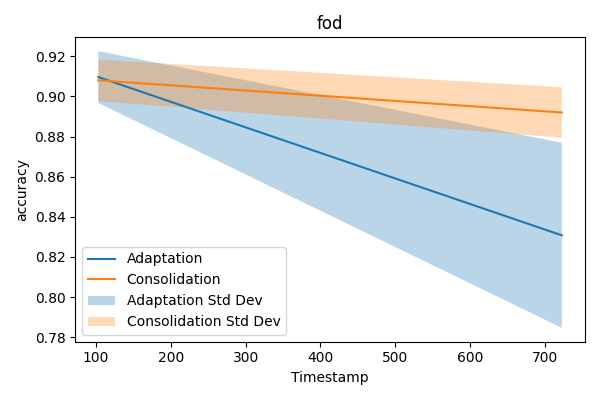 fod
accuracy
0.92
0.90
0.88
0.86
0.84
0.82
0.80
0.78
Adaptation
Consolidation
Adaptation Std Dev
Consolidation Std Dev
100 200 300 400 500 600 700
Timestamp